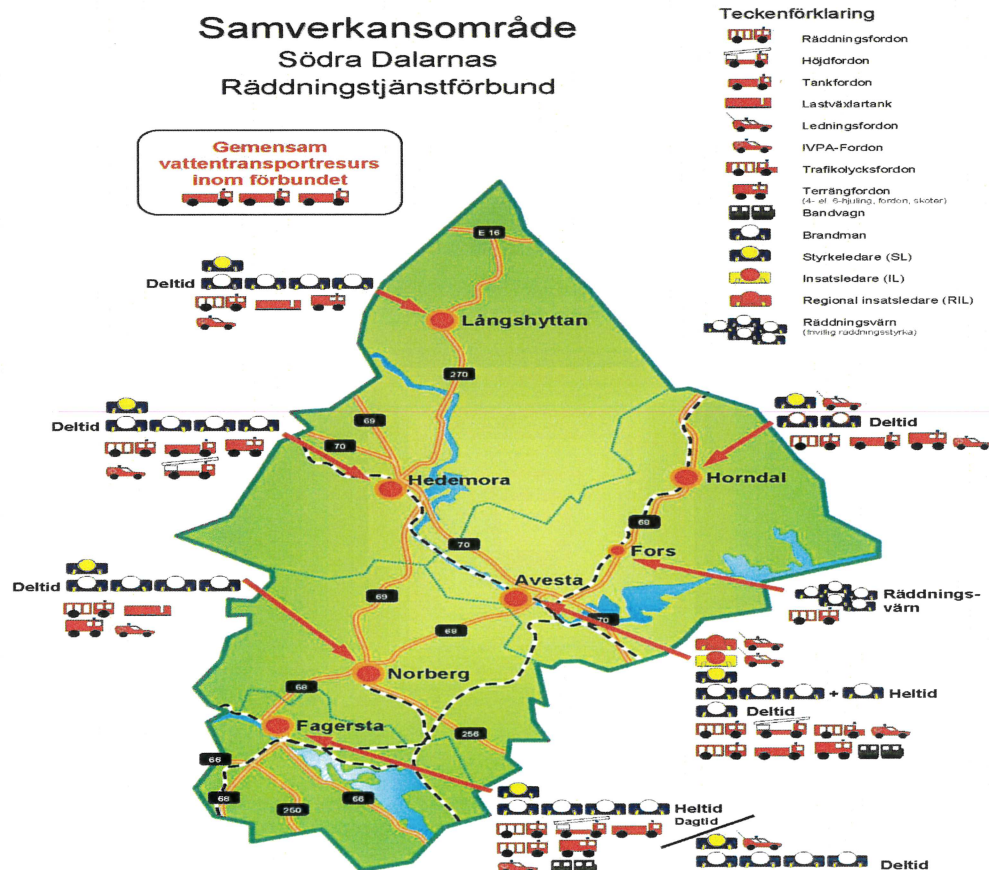 Samverkansområde
Södra Dalarnas
Räddningstjänstförbund
Gemensam
vattentransportresurs
inom förbundet
Teckenförklaring
Räddningsfordon
Höjdfordon
Tankfordon
Lastväxlartank
Ledningsfordon
IVPA-Fordon
Trafikolycksfordon
Terrängfordon
(4- el 6-hjuling, fordon, skoter)
Bandvagn
Brandman
Styrkeledare (SL)
Insatsledare (IL)
Regional insatsledare (RIL)
Räddningsvärn
(frivillig räddningsstyrka)
E 16
Deltid
Långshyttan
270
69
Deltid
70
Hedemora
Deltid
Horndal
68
70
Fors
Avesta
Räddnings-
värn
Deltid
69
68
70
Norberg
68
Fagersta
256
66
68
250
66
+
Heltid
Deltid
Heltid
Dagtid
Deltid